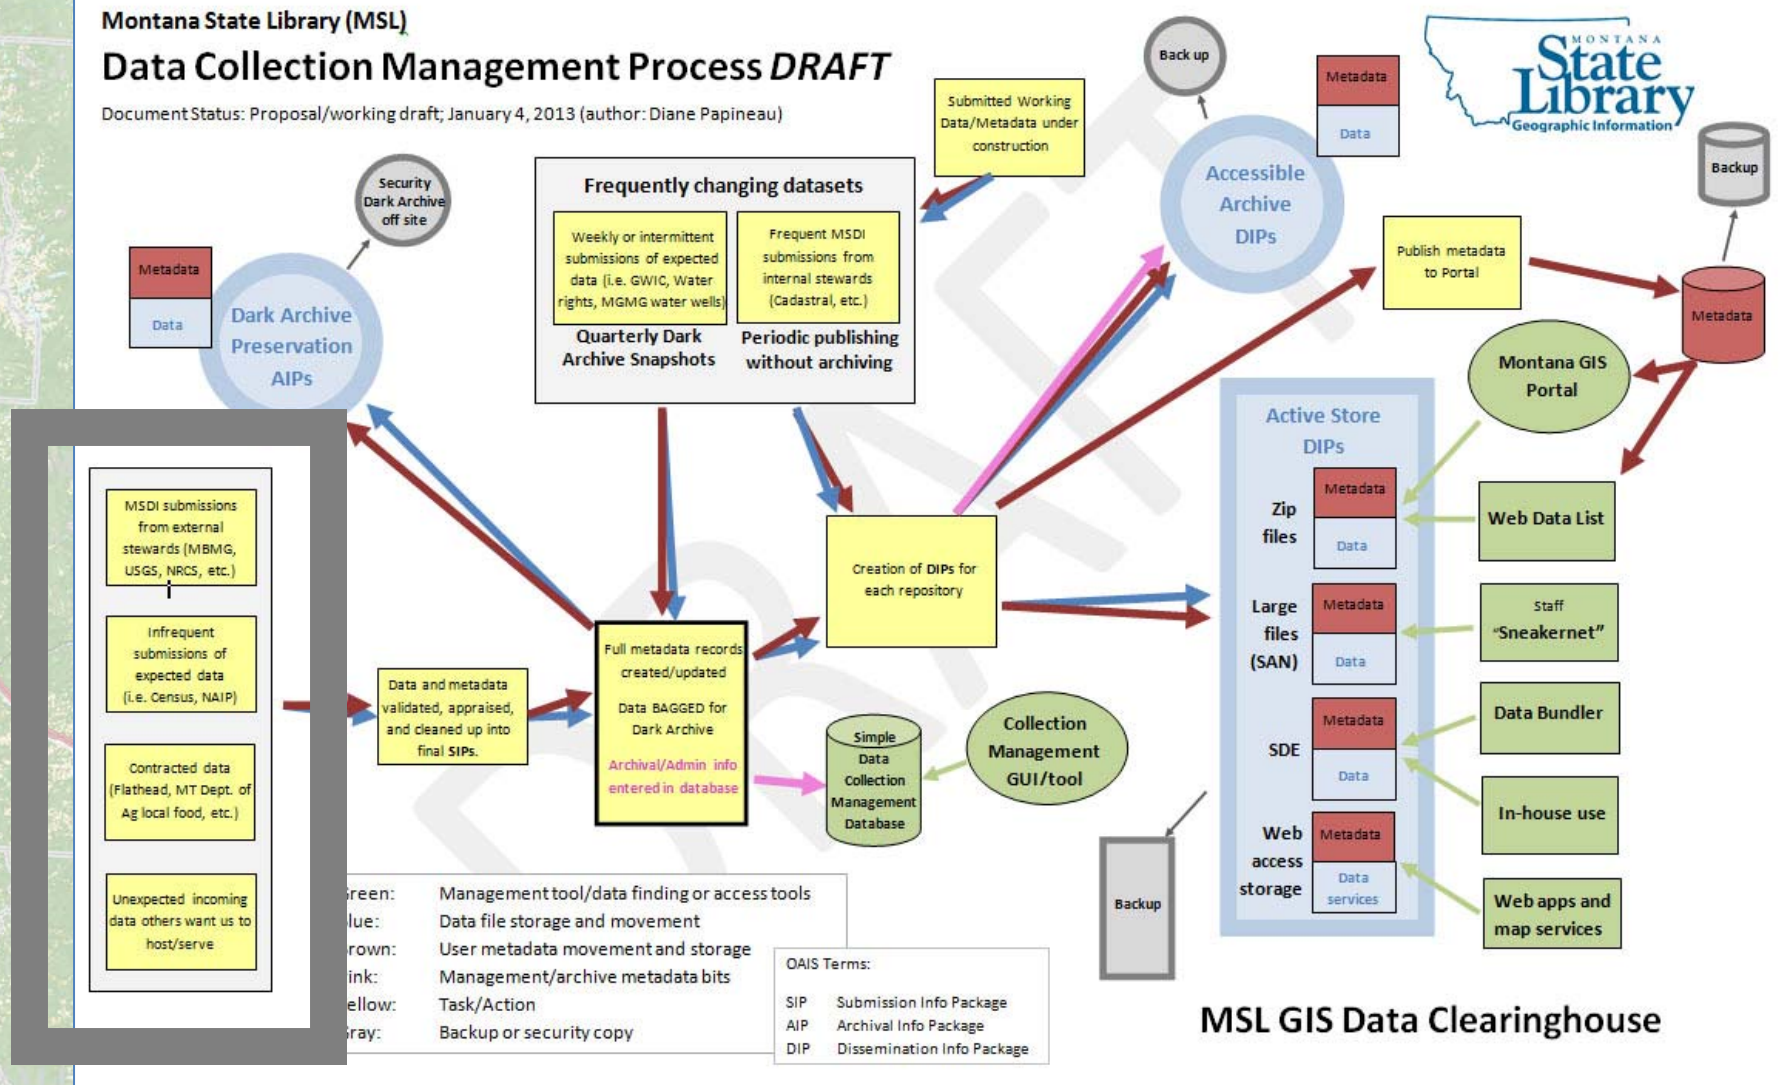 Montana State Library (MSL)
Data Collection Management Process DRAFT
Document Status: Proposal/working draft; January 4, 2013 (author: Diane Papineau)
MONTANA
State
Library
Geographic Information
Back up
Metadata
Data
Accessible
Archive
DIPs
Submitted Working
Data/Metadata under
construction
Backup
Metadata
Publish metadata
to Portal
Security
Dark Archive
off site
Metadata
Data
Dark Archive
Preservation
AIPs
Frequently changing datasets
Weekly or intermittent
submissions of expected
data (i.e. GWIC, Water
rights, MGMG water wells)
Quarterly Dark
Archive Snapshots
Frequent MSDI
submissions from
internal stewards
(Cadastral, etc.)
Periodic publishing
without archiving
Montana GIS
Portal
MSDI submissions
from external
stewards (MBMG,
USGS, NRCS, etc.)
Infrequent
submissions of
expected data
(i.e. Census, NAIP)
Contracted data
(Flathead, MT Dept. of
Ag local food, etc.)
Unexpected incoming
data others want us to
host/serve
Data and metadata
validated, appraised,
and cleaned up into
final SIPs.
Full metadata records
created/updated
Data BAGGED for
Dark Archive
Archival/Admin info
entered in database
Creation of DIPs for
each repository
Simple
Data
Collection
Management
Database
Collection
Management
GUI/tool
Active Store
DIPs
Zip
files
Metadata
Data
Large
files
(SAN)
Metadata
Data
SDE
Metadata
Data
Web
access
storage
Metadata
Data
services
Web Data List
Staff
"Sneakernet"
Data Bundler
In-house use
Web apps and
map services
Backup
reen: Management tool/data finding or access tools
lue: Data file storage and movement
rown: User metadata movement and storage
ink: Management/archive metadata bits
ellow: Task/Action
ray: Backup or security copy
OAIS Terms:
SIP Submission Info Package
AIP Archival Info Package
DIP Dissemination Info Package
MSL GIS Data Clearinghouse
DRAFT